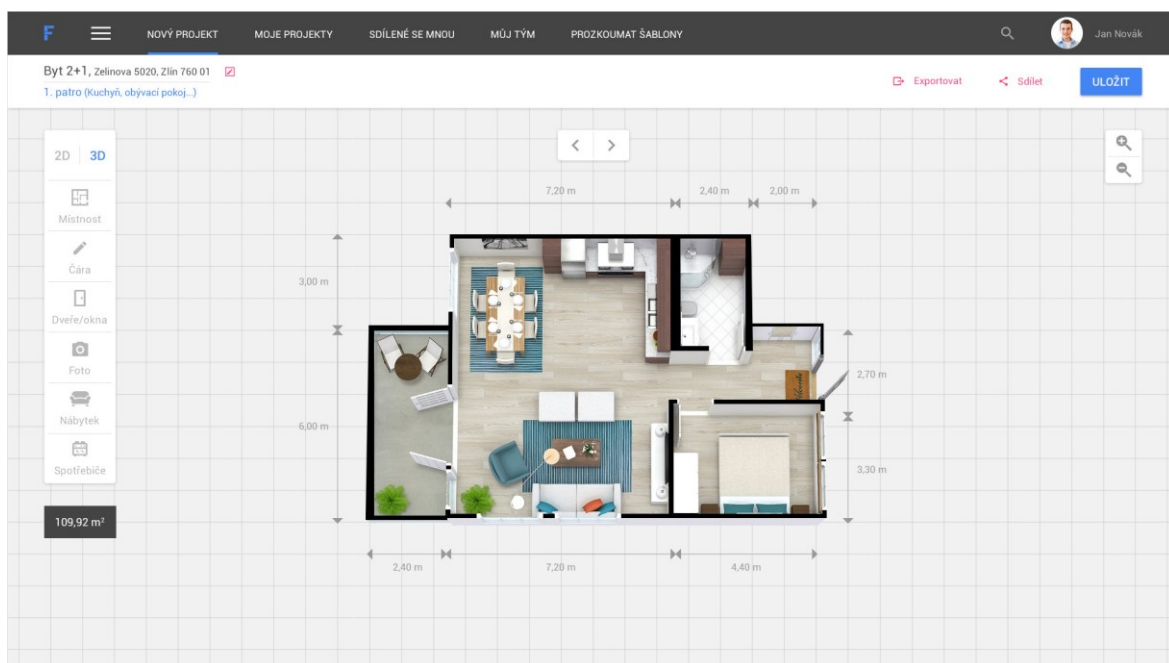 F
NOVÝ PROJEKT MOJE PROJEKTY SDÍLENÉ SE MNOU MŮJ TÝM PROZKOUMAT ŠABLONY Jan Novák
Byt 2+1, Zelinova 5020, Zlín 760 01
1. patro (Kuchyň, obývací pokoj...)
Exportovat Sdílet ULOŽIT
2D 3D
Místnost
Čára
Dveře/okna
Foto
Nábytek
Spotřebiče
109,92 m²
7,20 m 2,40 m 2,00 m
3,00 m
2,70 m
6,00 m
3,30 m
2,40 m 7,20 m 4,40 m